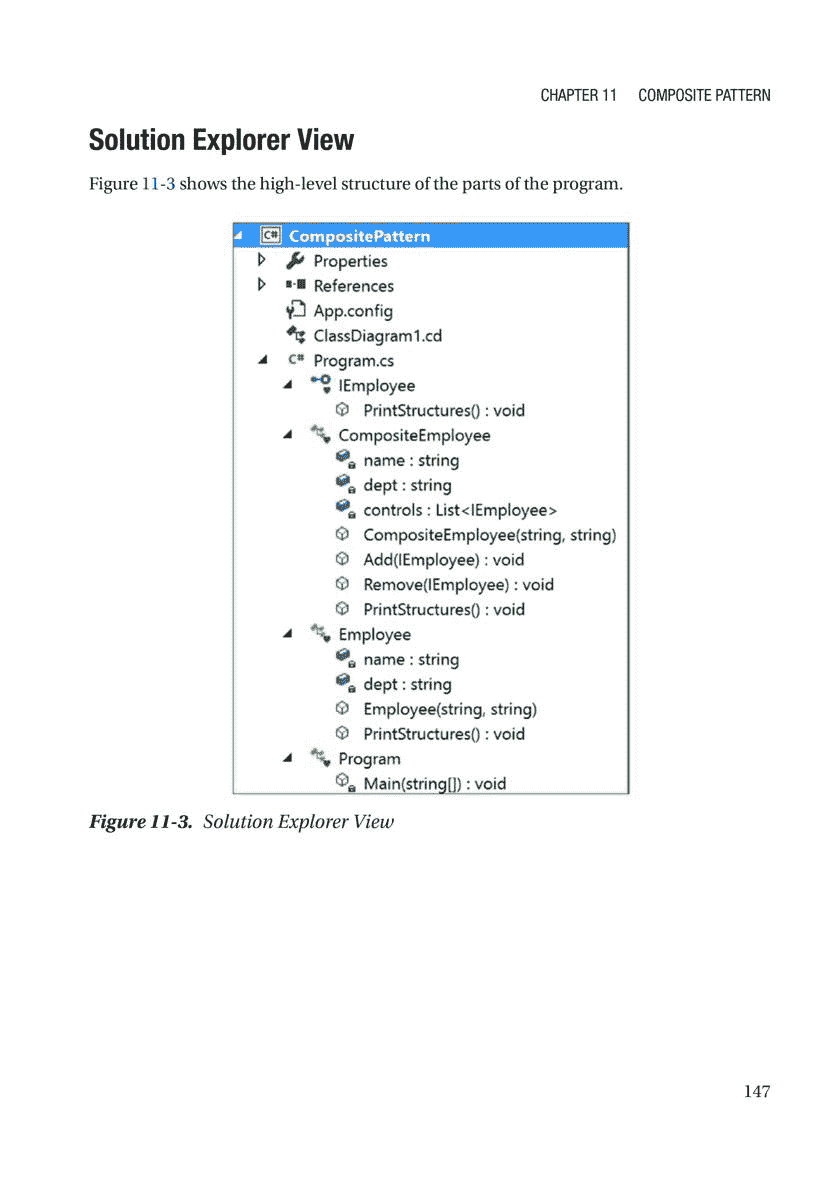 CHAPTER 11 COMPOSITE PATTERN
Solution Explorer View
Figure 11-3 shows the high-level structure of the parts of the program.
C# CompositePattern
Properties
References
App.config
ClassDiagram1.cd
C# Program.cs
IEmployee
PrintStructures() : void
CompositeEmployee
name : string
dept : string
controls : List<IEmployee>
CompositeEmployee(string, string)
Add(IEmployee) : void
Remove(IEmployee) : void
PrintStructures() : void
Employee
name : string
dept : string
Employee(string, string)
PrintStructures() : void
Program
Main(string[]) : void
Figure 11-3. Solution Explorer View
147